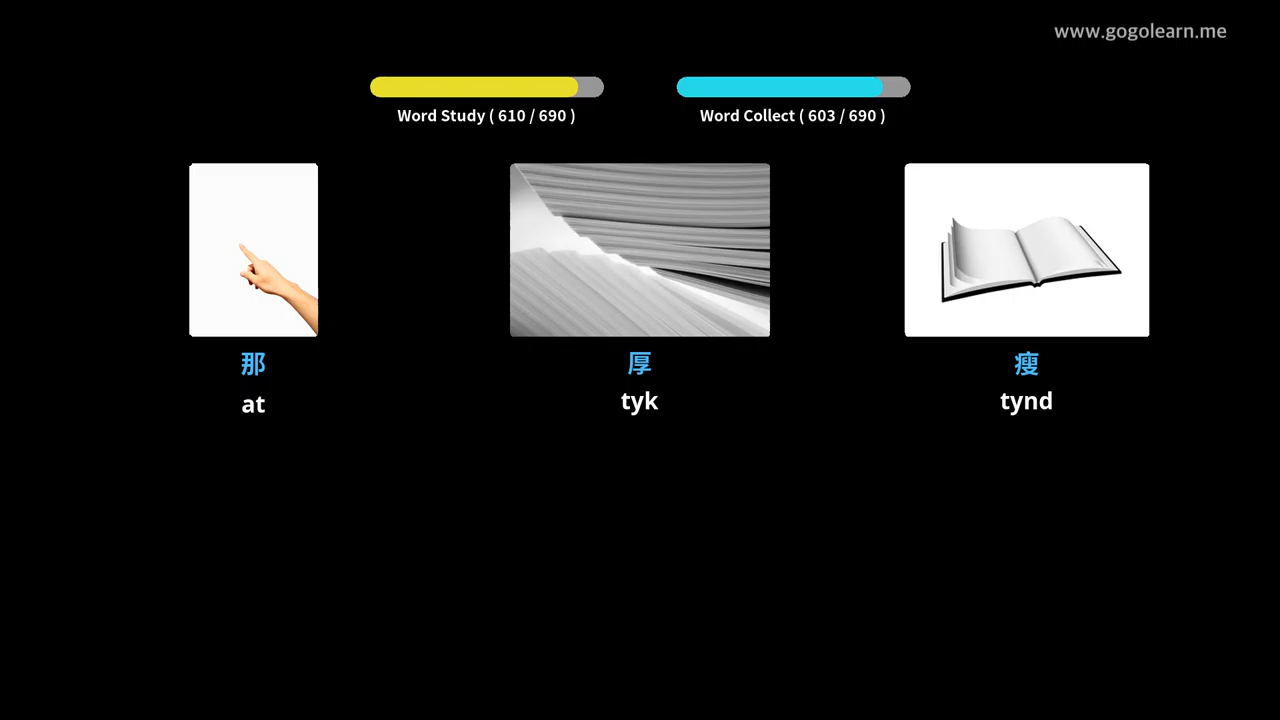 www.gogolearn.me
Word Study ( 610 / 690 )
Word Collect ( 603 / 690 )
那
厚
瘦
at
tyk
tynd